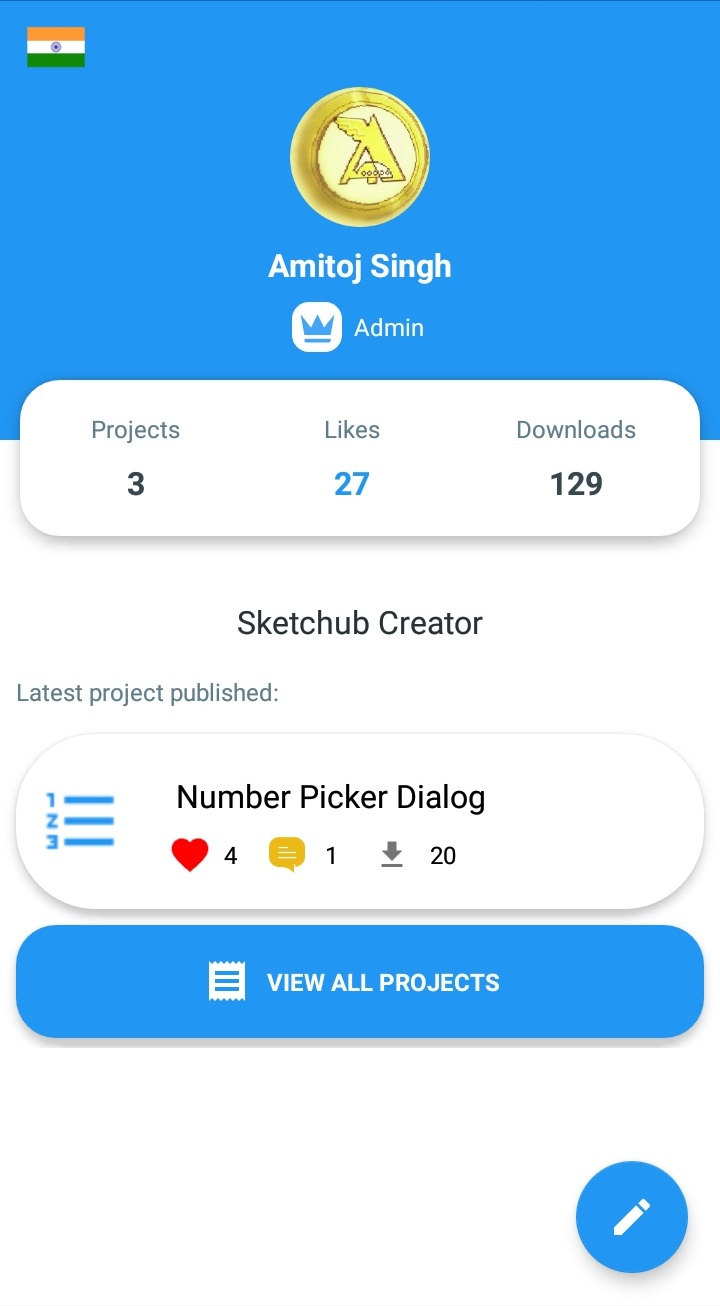 Amitoj Singh
Admin
Projects Likes Downloads
3 27 129
Sketchub Creator
Latest project published:
1
2
3
Number Picker Dialog
4 1 20
VIEW ALL PROJECTS